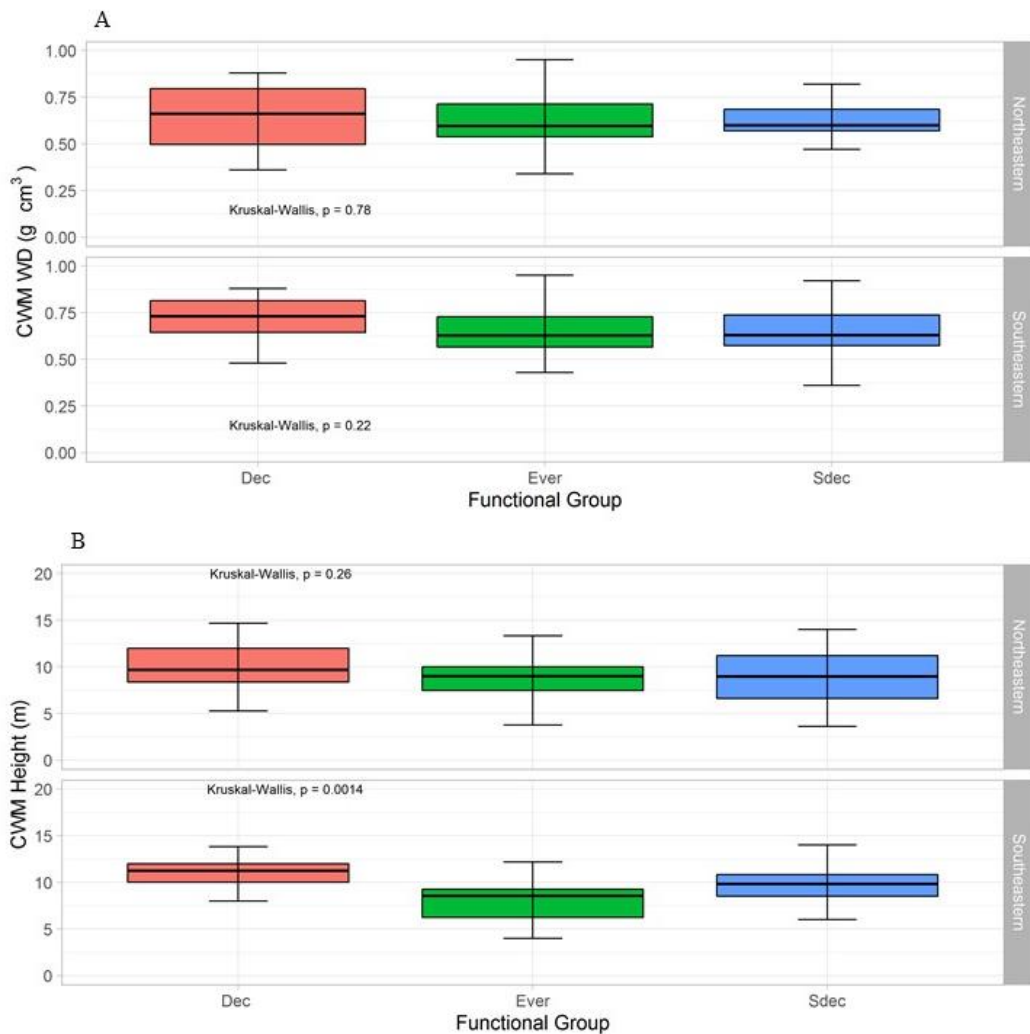 A
CWM WD (g cm³)
1.00
0.75
0.50
0.25
0.00
Kruskal-Wallis, p = 0.78
Northeastern
1.00
0.75
0.50
0.25
0.00
Kruskal-Wallis, p = 0.22
Southeastern
Dec Ever Sdec
Functional Group
B
CWM Height (m)
20
15
10
5
0
Kruskal-Wallis, p = 0.26
Northeastern
20
15
10
5
0
Kruskal-Wallis, p = 0.0014
Southeastern
Dec Ever Sdec
Functional Group